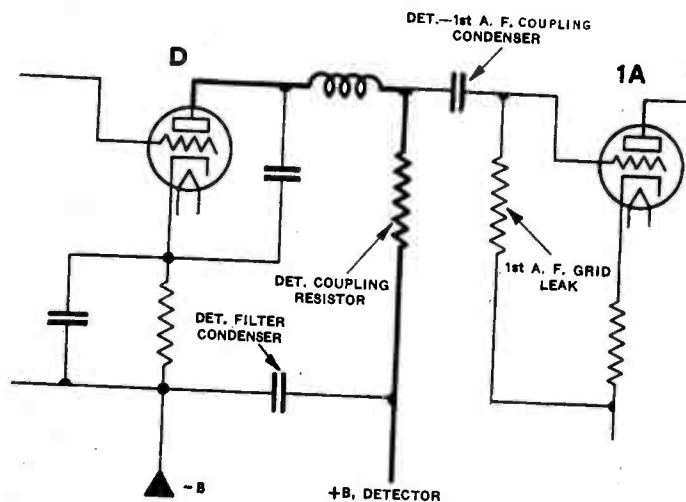 DET.—1st A. F. COUPLING
CONDENSER
D
1A
DET. COUPLING
RESISTOR
1st A. F. GRID
LEAK
DET. FILTER
CONDENSER
-B
+B, DETECTOR